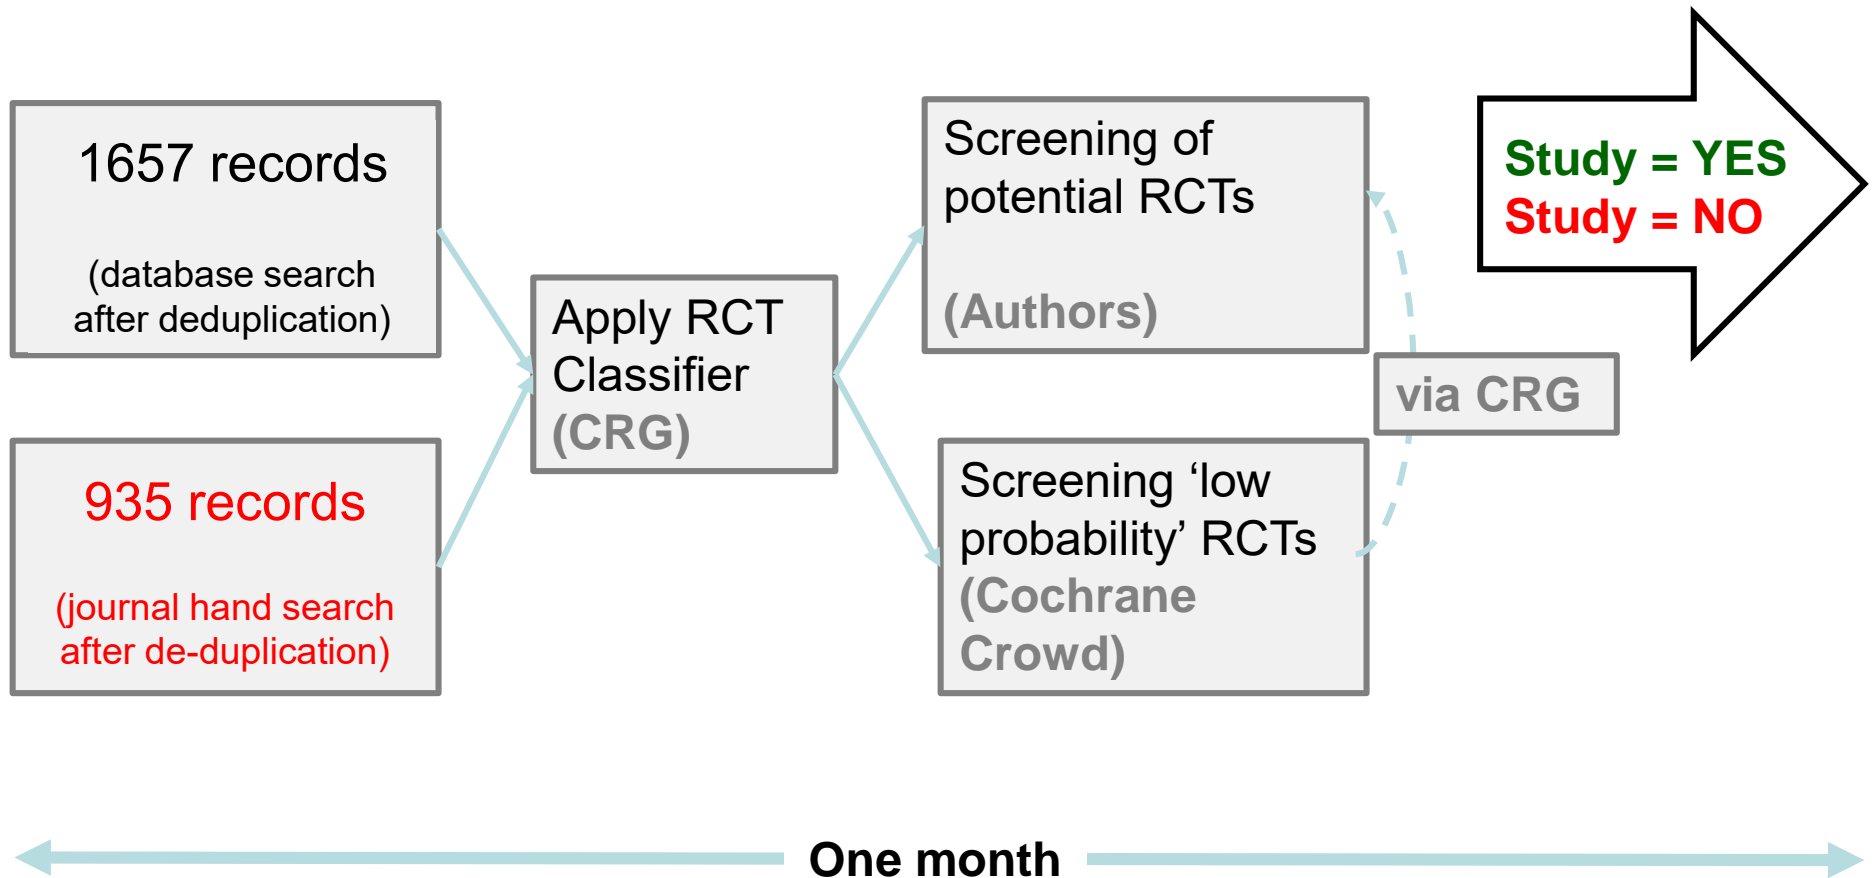 1657 records
(database search
after deduplication)
935 records
(journal hand search
after de-duplication)
Apply RCT
Classifier
(CRG)
Screening of
potential RCTs
(Authors)
Screening ‘low
probability’ RCTs
(Cochrane
Crowd)
via CRG
Study = YES
Study = NO
One month